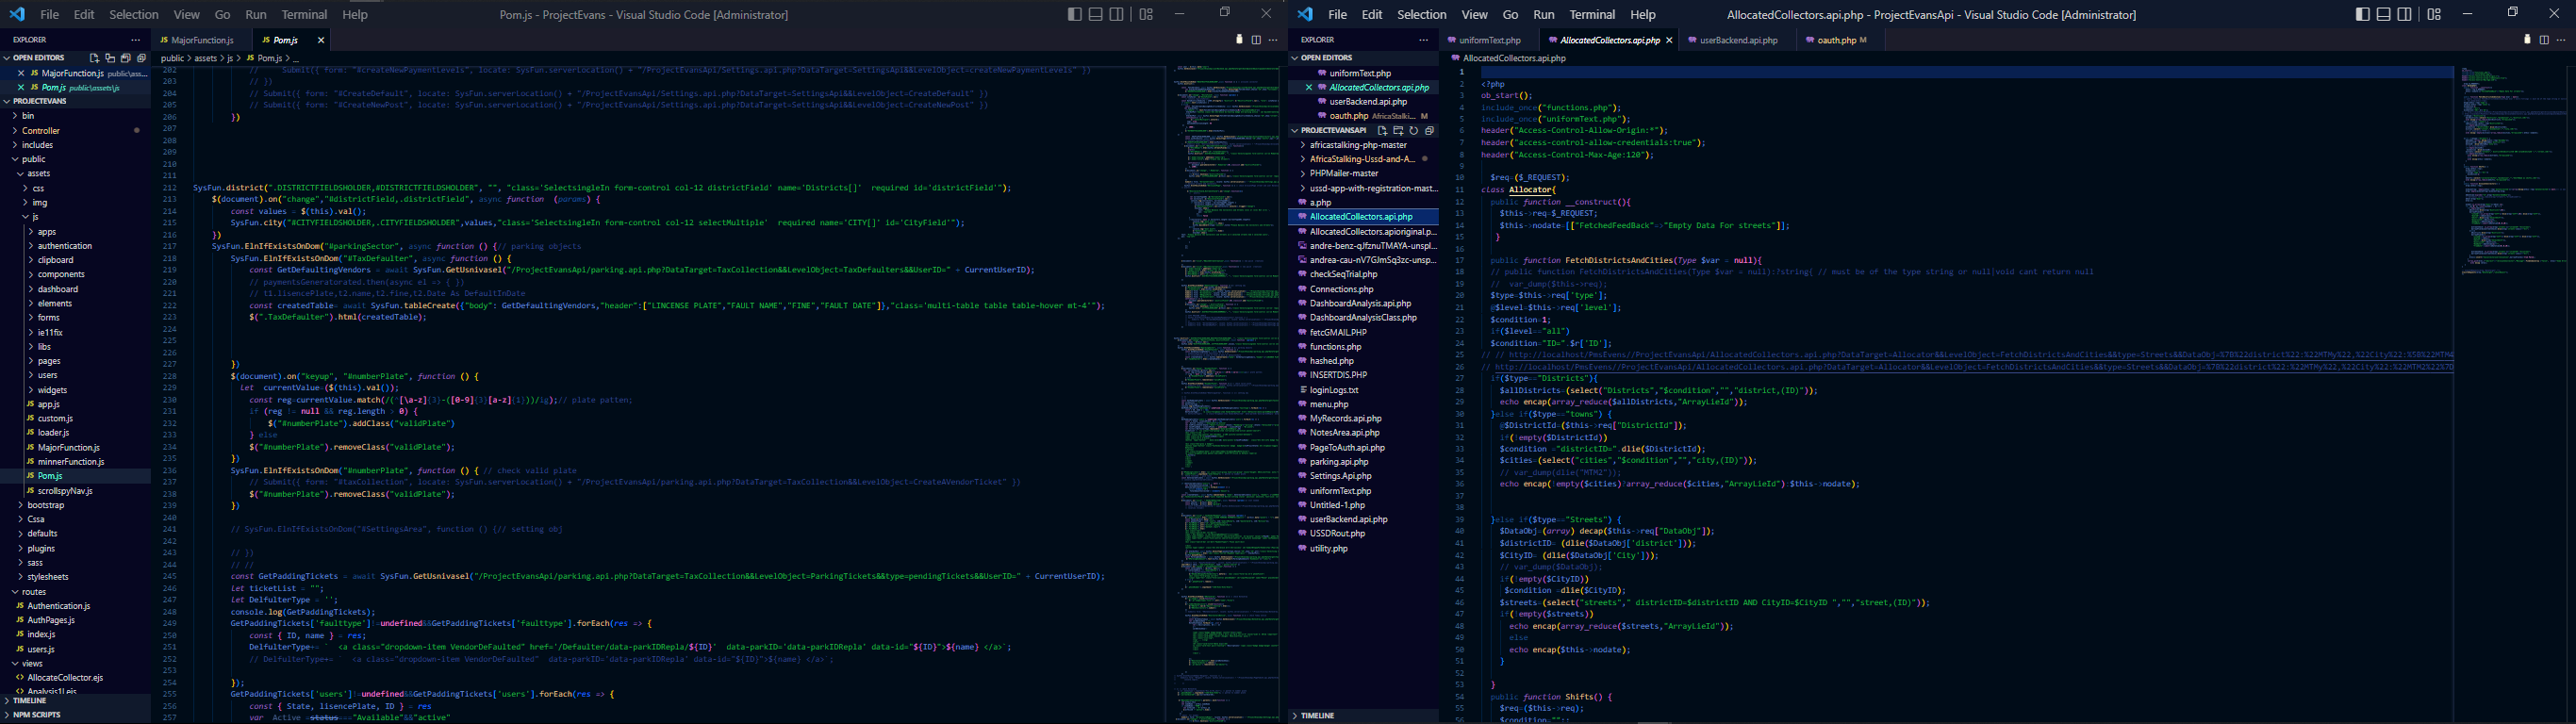 File Edit Selection View Go Run Terminal Help
Pom.js - ProjectEvans - Visual Studio Code [Administrator]
EXPLORER
OPEN EDITORS
MajorFunction.js public\ass...
Pom.js public\assets\js
PROJECTEVANS
bin
Controller
includes
public
assets
css
img
js
apps
authentication
clipboard
components
dashboard
elements
forms
ie11fix
libs
pages
users
widgets
app.js
custom.js
loader.js
MajorFunction.js
minnerFunction.js
Pom.js
scrollspyNav.js
bootstrap
Cssa
defaults
plugins
sass
stylesheets
routes
Authentication.js
AuthPages.js
index.js
users.js
views
AllocateCollector.ejs
Analysis1.ejs
TIMELINE
NPM SCRIPTS
MajorFunction.js
Pom.js
public > assets > js > Pom.js > ...
202 // Submit({ form: "#createNewPaymentLevels", locate: SysFun.serverLocation() + "/ProjectEvansApi/Settings.api.php?DataTarget=SettingsApi&&LevelObject=createNewPaymentLevels" })
203 // })
204 // Submit({ form: "#CreateDefault", locate: SysFun.serverLocation() + "/ProjectEvansApi/Settings.api.php?DataTarget=SettingsApi&&LevelObject=CreateDefault" })
205 // Submit({ form: "#CreateNewPost", locate: SysFun.serverLocation() + "/ProjectEvansApi/Settings.api.php?DataTarget=SettingsApi&&LevelObject=CreateNewPost" })
206 })
207
208
209
210
211
212 SysFun.district(".DISTRICTFIELDSHOLDER,#DISTRICTFIELDSHOLDER", "", "class='SelectsingleIn form-control col-12 districtField' name='Districts[]' required id='districtField'");
213 $(document).on("change","#districtField,.districtField", async function (params) {
214 const values = $(this).val();
215 SysFun.city("#CITYFIELDSHOLDER,.CITYFIELDSHOLDER",values,"class='SelectsingleIn form-control col-12 selectMultiple' required name='CITY[]' id='CityField'");
216 })
217 SysFun.ElnIfExistsOnDom("#parkingSector", async function () {// parking objects
218 SysFun.ElnIfExistsOnDom("#TaxDefaulter", async function () {
219 const GetDefaultingVendors = await SysFun.GetUsnivasel("/ProjectEvansApi/parking.api.php?DataTarget=TaxCollection&&LevelObject=TaxDefaulters&&UserID=" + CurrentUserID);
220 // paymentsGeneratorated.then(async el => { })
221 // t1.lisencePlate,t2.name,t2.fine,t2.Date As DefaultInDate
222 const createdTable= await SysFun.tableCreate({"body": GetDefaultingVendors,"header":["LINCENSE PLATE","FAULT NAME","FINE","FAULT DATE"]},"class='multi-table table table-hover mt-4'");
223 $(".TaxDefaulter").html(createdTable);
224
225
226
227 })
228 $(document).on("keyup", "#numberPlate", function () {
229 let currentValue=($(this).val());
230 const reg=currentValue.match(/(^[\a-z]{3}-([0-9]{3}[a-z]{1}))/ig);// plate patten;
231 if (reg != null && reg.length > 0) {
232 $("#numberPlate").addClass("validPlate")
233 } else
234 $("#numberPlate").removeClass("validPlate");
235 })
236 SysFun.ElnIfExistsOnDom("#numberPlate", function () { // check vaild plate
237 // Submit({ form: "#taxCollection", locate: SysFun.serverLocation() + "/ProjectEvansApi/parking.api.php?DataTarget=TaxCollection&&LevelObject=CreateAVendorTicket" })
238 $("#numberPlate").removeClass("validPlate");
239 })
240
241 // SysFun.ElnIfExistsOnDom("#SettingsArea", function () {// setting obj
242
243 // })
244 // //
245 const GetPaddingTickets = await SysFun.GetUsnivasel("/ProjectEvansApi/parking.api.php?DataTarget=TaxCollection&&LevelObject=ParkingTickets&&type=pendingTickets&&UserID=" + CurrentUserID);
246 let ticketList = "";
247 let DelfulterType = '';
248 console.log(GetPaddingTickets);
249 GetPaddingTickets['faulttype']!=undefined&&GetPaddingTickets['faulttype'].forEach(res => {
250 const { ID, name } = res;
251 DelfulterType+= ` <a class="dropdown-item VendorDeFaulted" href='/Defaulter/data-parkIDRepla/${ID}' data-parkID='data-parkIDRepla' data-id="${ID}">${name} </a>`;
252 // DelfulterType+= ` <a class="dropdown-item VendorDeFaulted" data-parkID='data-parkIDRepla' data-id="${ID}">${name} </a>`;
253
254 });
255 GetPaddingTickets['users']!=undefined&&GetPaddingTickets['users'].forEach(res => {
256 const { State, lisencePlate, ID } = res
257 var Active =status==="Available"&&"active"
File Edit Selection View Go Run Terminal Help
AllocatedCollectors.api.php - ProjectEvansApi - Visual Studio Code [Administrator]
EXPLORER
OPEN EDITORS
uniformText.php
AllocatedCollectors.api.php
userBackend.api.php
oauth.php AfricaStalki... M
PROJECTEVANSAPI
africastalking-php-master
AfricaStalking-Ussd-and-A...
PHPMailer-master
ussd-app-with-registration-mast...
a.php
AllocatedCollectors.api.php
AllocatedCollectors.apioriginal.p...
andre-benz-qJfznuTMAYA-unspl...
andrea-cau-nV7GJmSq3zc-unsp...
checkSeqTrial.php
Connections.php
DashboardAnalysis.api.php
DashboardAnalysisClass.php
fetcGMAIL.PHP
functions.php
hashed.php
INSERTDIS.PHP
loginLogs.txt
menu.php
MyRecords.api.php
NotesArea.api.php
PageToAuth.api.php
parking.api.php
Settings.Api.php
uniformText.php
Untitled-1.php
userBackend.api.php
USSDRout.php
utility.php
TIMELINE
uniformText.php
AllocatedCollectors.api.php
userBackend.api.php
oauth.php M
AllocatedCollectors.api.php
1
2 <?php
3 ob_start();
4 include_once("functions.php");
5 include_once("uniformText.php");
6 header("Access-Control-Allow-Origin:*");
7 header("access-control-allow-credentials:true");
8 header("Access-Control-Max-Age:120");
9
10 $req=($_REQUEST);
11 class Allocator{
12 public function __construct(){
13 $this->req=$_REQUEST;
14 $this->nodate=[["FetchedFeedBack"=>"Empty Data For streets"]];
15 }
16
17 public function FetchDistrictsAndCities(Type $var = null){
18 // public function FetchDistrictsAndCities(Type $var = null):?string{ // must be of the type string or null|void cant return null
19 // var_dump($this->req);
20 $type=$this->req['type'];
21 @$level=$this->req['level'];
22 $condition=1;
23 if($level=="all")
24 $condition="ID=".$r['ID'];
25 // // http://localhost/PmsEvens//ProjectEvansApi/AllocatedCollectors.api.php?DataTarget=Allocator&&LevelObject=FetchDistrictsAndCities&&type=Streets&&DataObj=%7B%22district%22:%22MTMy%22,%22City%22:%5B%22MTM4
26 // // http://localhost/PmsEvens//ProjectEvansApi/AllocatedCollectors.api.php?DataTarget=Allocator&&LevelObject=FetchDistrictsAndCities&&type=Streets&&DataObj=%7B%22district%22:%22MTMy%22,%22City%22:%22MTM2%22%7D
27 if($type=="Districts"){
28 $allDistricts=(select("Districts","$condition","","district,(ID)"));
29 echo encap(array_reduce($allDistricts,"ArrayLieId"));
30 }else if($type=="towns") {
31 @$DistrictId=($this->req["DistrictId"]);
32 if(!empty($DistrictId))
33 $condition ="districtID=".dlie($DistrictId);
34 $cities=(select("cities","$condition","","city,(ID)"));
35 // var_dump(dlie("MTM2"));
36 echo encap(!empty($cities)?array_reduce($cities,"ArrayLieId"):$this->nodate);
37
38
39 }else if($type=="Streets") {
40 $DataObj=(array) decap($this->req["DataObj"]);
41 $districtID= (dlie($DataObj['district']));
42 $CityID= (dlie($DataObj['City']));
43 // var_dump($DataObj);
44 if(!empty($CityID))
45 $condition =dlie($CityID);
46 $streets=(select("streets"," districtID=$districtID AND CityID=$CityID ","","street,(ID)"));
47 if(!empty($streets))
48 echo encap(array_reduce($streets,"ArrayLieId"));
49 else
50 echo encap($this->nodate);
51 }
52
53 }
54 public function Shifts() {
55 $req=($this->req);
56 $condition="";